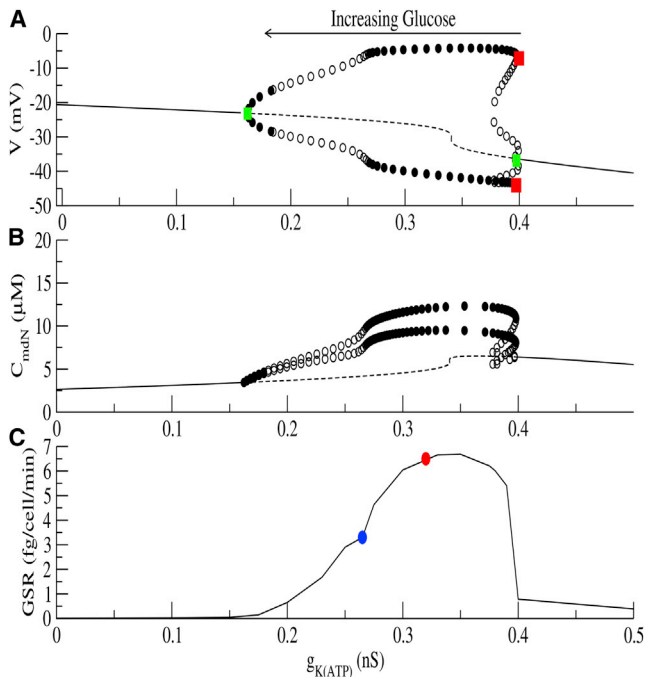 A
Increasing Glucose
0
-10
-20
-30
-40
-50
V (mV)
0 0.1 0.2 0.3 0.4
B
20
15
10
5
0
C_mdN (μM)
0 0.1 0.2 0.3 0.4
C
7
6
5
4
3
2
1
0
GSR (fg/cell/min)
0 0.1 0.2 0.3 0.4 0.5
g_K(ATP) (nS)